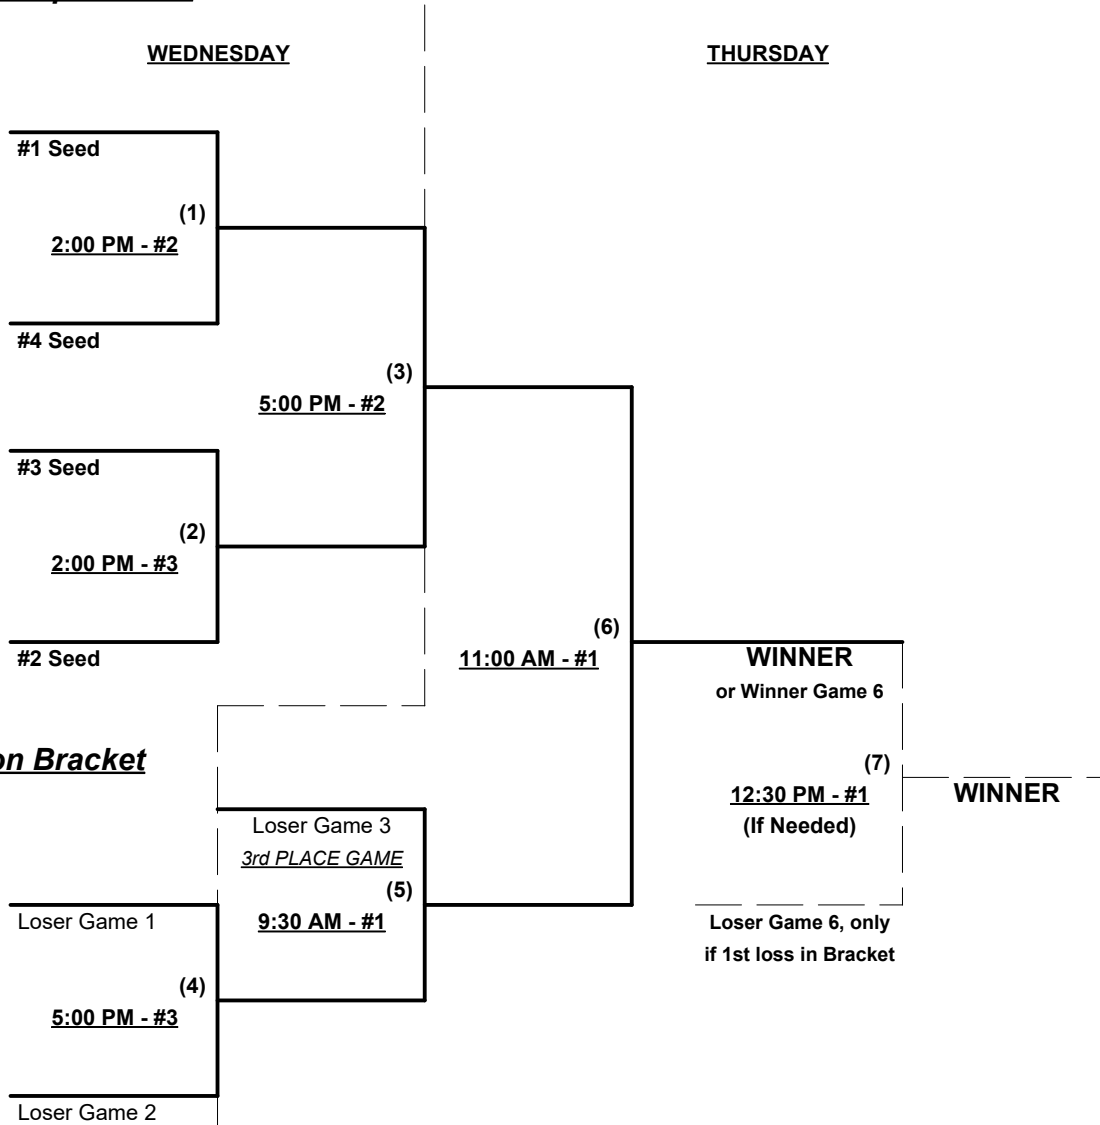 WEDNESDAY
THURSDAY
#1 Seed
(1)
2:00 PM - #2
#4 Seed
(3)
5:00 PM - #2
#3 Seed
(2)
2:00 PM - #3
#2 Seed
(6)
11:00 AM - #1
WINNER
or Winner Game 6
on Bracket
(7)
12:30 PM - #1
(If Needed)
WINNER
Loser Game 3
3rd PLACE GAME
(5)
9:30 AM - #1
Loser Game 1
Loser Game 6, only
if 1st loss in Bracket
(4)
5:00 PM - #3
Loser Game 2